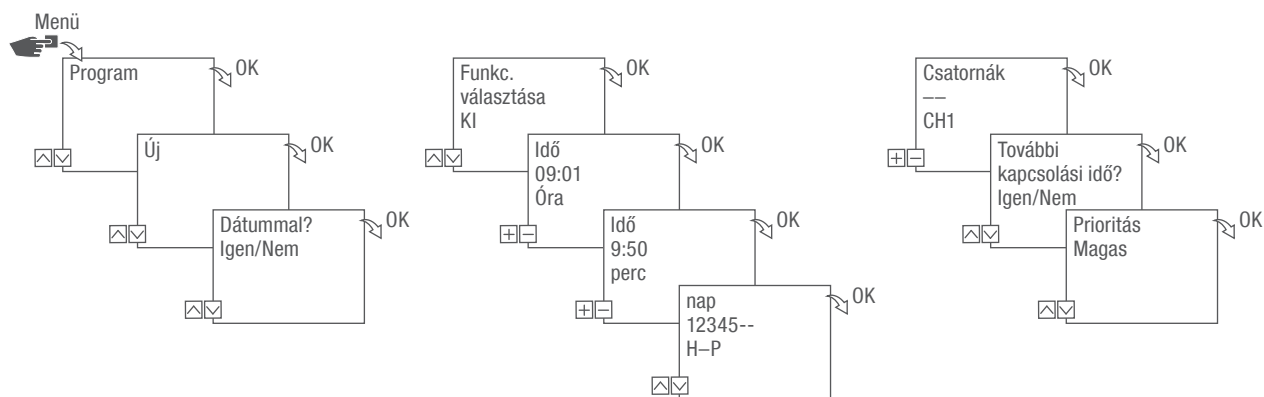 Menü
Program
OK
Új
OK
Dátummal?
Igen/Nem
OK
Funkc.
választása
KI
OK
Idő
09:01
Óra
OK
Idő
9:50
perc
OK
nap
12345--
H–P
OK
Csatornák
––
CH1
OK
További
kapcsolási idő?
Igen/Nem
OK
Prioritás
Magas
OK